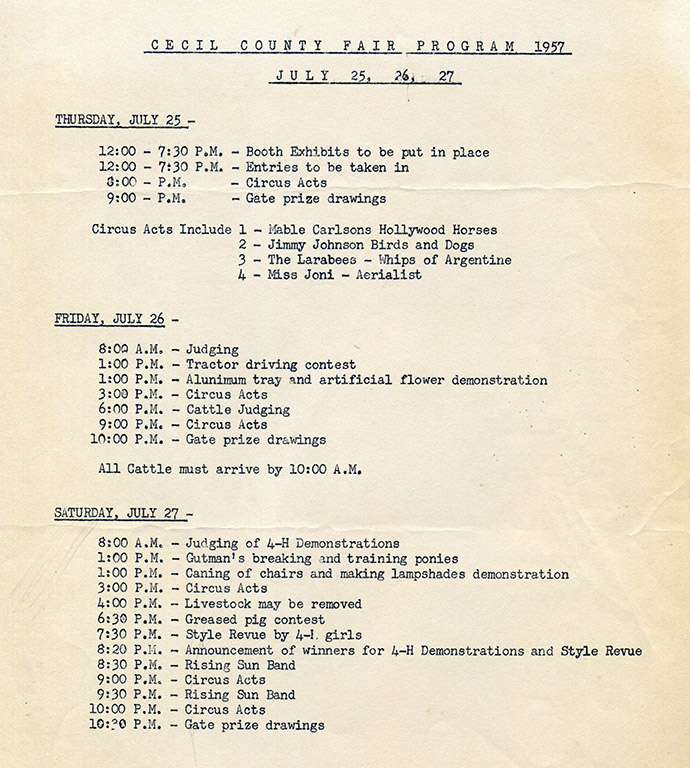 CECIL COUNTY FAIR PROGRAM 1957
JULY 25, 26, 27
THURSDAY, JULY 25 -
12:00 - 7:30 P.M. - Booth Exhibits to be put in place
12:00 - 7:30 P.M. - Entries to be taken in
8:00 - P.M. - Circus Acts
9:00 - P.M. - Gate prize drawings
Circus Acts Include 1 - Mable Carlsons Hollywood Horses
2 - Jimmy Johnson Birds and Dogs
3 - The Larabees - Whips of Argentine
4 - Miss Joni - Aerialist
FRIDAY, JULY 26 -
8:00 A.M. - Judging
1:00 P.M. - Tractor driving contest
1:00 P.M. - Alunimum tray and artificial flower demonstration
3:00 P.M. - Circus Acts
6:00 P.M. - Cattle Judging
9:00 P.M. - Circus Acts
10:00 P.M. - Gate prize drawings
All Cattle must arrive by 10:00 A.M.
SATURDAY, JULY 27 -
8:00 A.M. - Judging of 4-H Demonstrations
1:00 P.M. - Gutman's breaking and training ponies
1:00 P.M. - Caning of chairs and making lampshades demonstration
3:00 P.M. - Circus Acts
4:00 P.M. - Livestock may be removed
6:30 P.M. - Greased pig contest
7:30 P.M. - Style Revue by 4-H girls
8:20 P.M. - Announcement of winners for 4-H Demonstrations and Style Revue
8:30 P.M. - Rising Sun Band
9:00 P.M. - Circus Acts
9:30 P.M. - Rising Sun Band
10:00 P.M. - Circus Acts
P.M. - Gate prize drawings